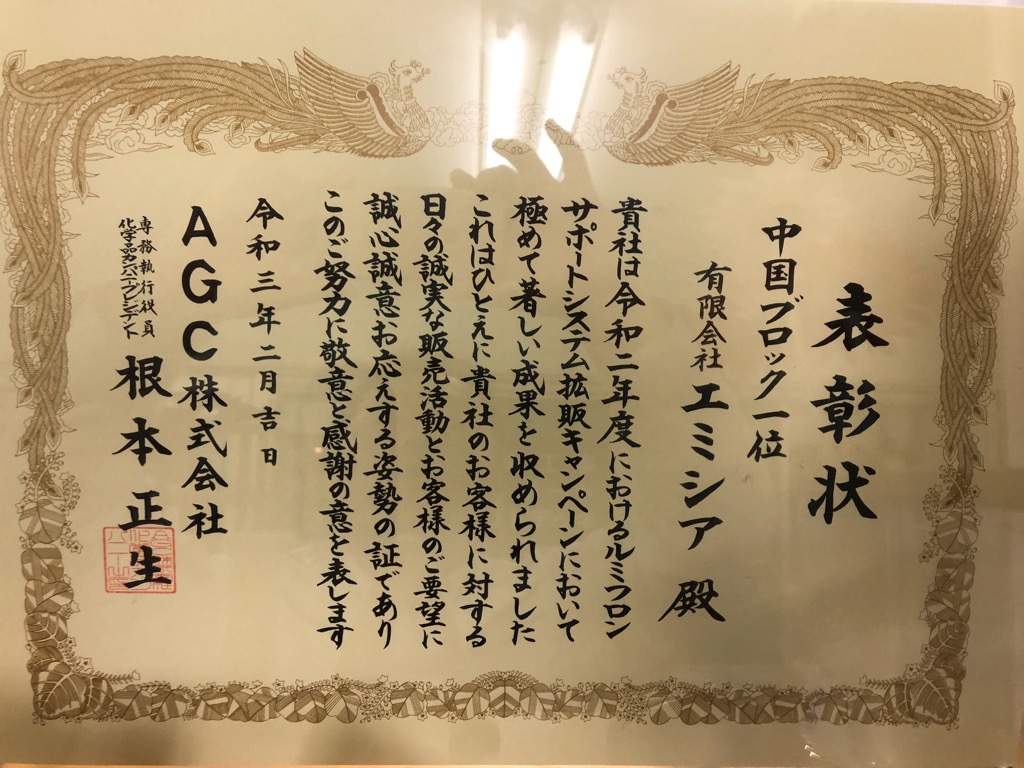 表彰状
中国ブロック一位
有限会社 エミシア 殿
貴社は令和二年度におけるルミフロン
サポートシステム拡販キャンペーンにおいて
極めて著しい成果を収められました
これはひとえに貴社のお客様に対する
日々の誠実な販売活動とお客様のご要望に
誠心誠意お応えする姿勢の証であり
このご努力に敬意と感謝の意を表します
令和三年二月吉日
AGC株式会社
専務執行役員
化学品カンパニープレジデント
根本正生